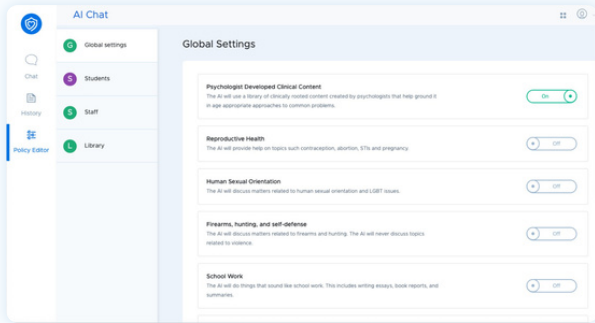 AI Chat
Chat
History
Policy Editor
G Global settings
S Students
S Staff
L Library
Global Settings
Psychologist Developed Clinical Content
The AI will use a library of clinically rooted content created by psychologists that help ground it
in age appropriate approaches to common problems.
On
Reproductive Health
The AI will provide help on topics such contraception, abortion, STIs and pregnancy.
Off
Human Sexual Orientation
The AI will discuss matters related to human sexual orientation and LGBT issues.
Off
Firearms, hunting, and self-defense
The AI will discuss matters related to firearms and hunting. The AI will never discuss topics
related to violence.
Off
School Work
The AI will do things that sound like school work. This includes writing essays, book reports, and
summaries.
Off